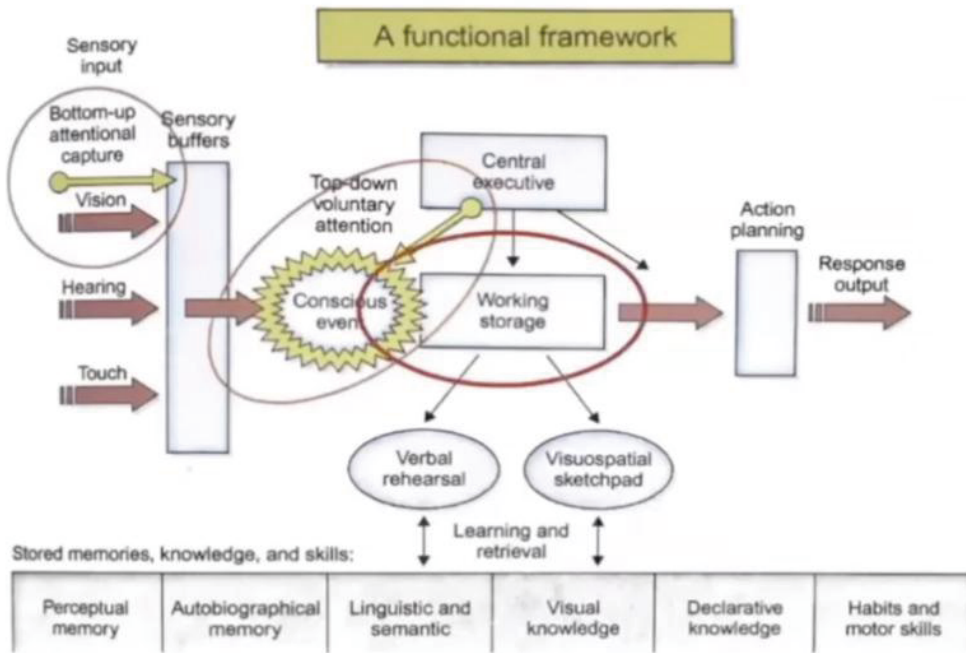 A functional framework
Sensory
input
Bottom-up
attentional
capture
Sensory
buffers
Vision
Hearing
Touch
Top-down
voluntary
attention
Conscious
event
Central
executive
Working
storage
Action
planning
Response
output
Verbal
rehearsal
Visuospatial
sketchpad
Learning and
retrieval
Stored memories, knowledge, and skills:
Perceptual
memory
Autobiographical
memory
Linguistic and
semantic
Visual
knowledge
Declarative
knowledge
Habits and
motor skills